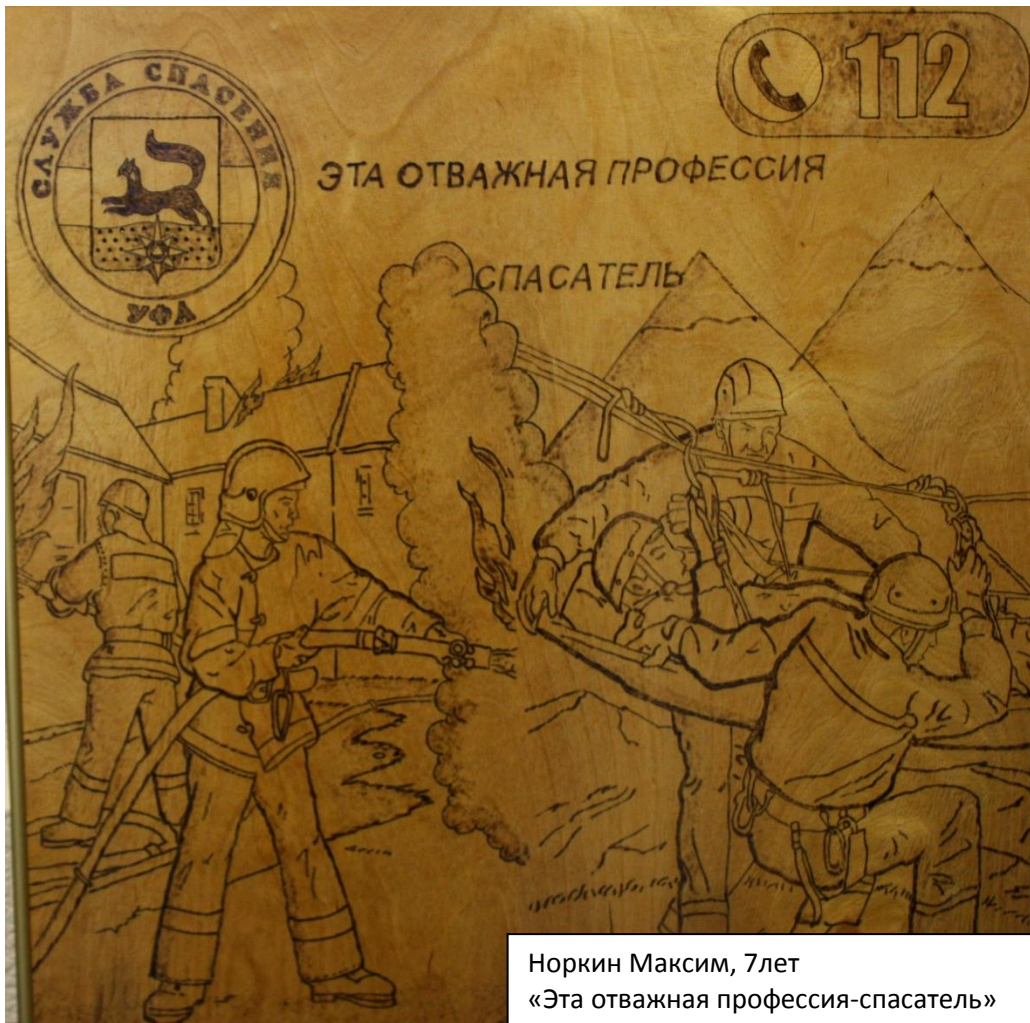 СЛУЖБА СПАСЕНИЯ
УФА
112
ЭТА ОТВАЖНАЯ ПРОФЕССИЯ
СПАСАТЕЛЬ
Норкин Максим, 7лет
«Эта отважная профессия-спасатель»